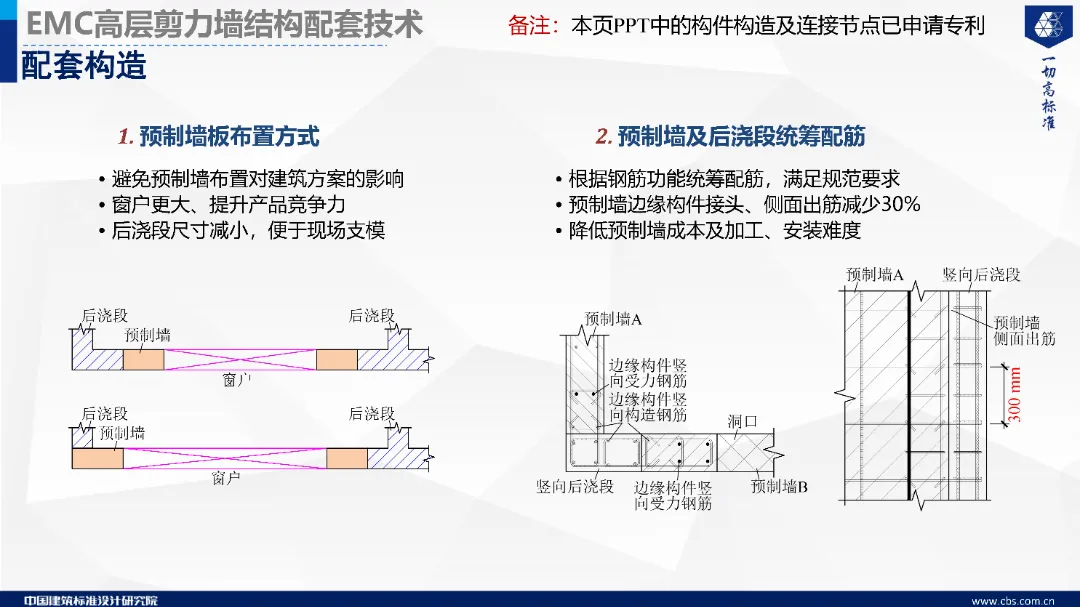 EMC高层剪力墙结构配套技术
备注：本页PPT中的构件构造及连接节点已申请专利
配套构造
一切高标准
1. 预制墙板布置方式
• 避免预制墙布置对建筑方案的影响
• 窗户更大、提升产品竞争力
• 后浇段尺寸减小，便于现场支模
2. 预制墙及后浇段统筹配筋
• 根据钢筋功能统筹配筋，满足规范要求
• 预制墙边缘构件接头、侧面出筋减少30%
• 降低预制墙成本及加工、安装难度
后浇段
预制墙
后浇段
窗户
后浇段
预制墙
后浇段
窗户
预制墙A
边缘构件竖
向受力钢筋
边缘构件竖
向构造钢筋
洞口
竖向后浇段
边缘构件竖
向受力钢筋
预制墙B
预制墙A
竖向后浇段
预制墙
侧面出筋
300 mm
中国建筑标准设计研究院
www.cbs.com.cn